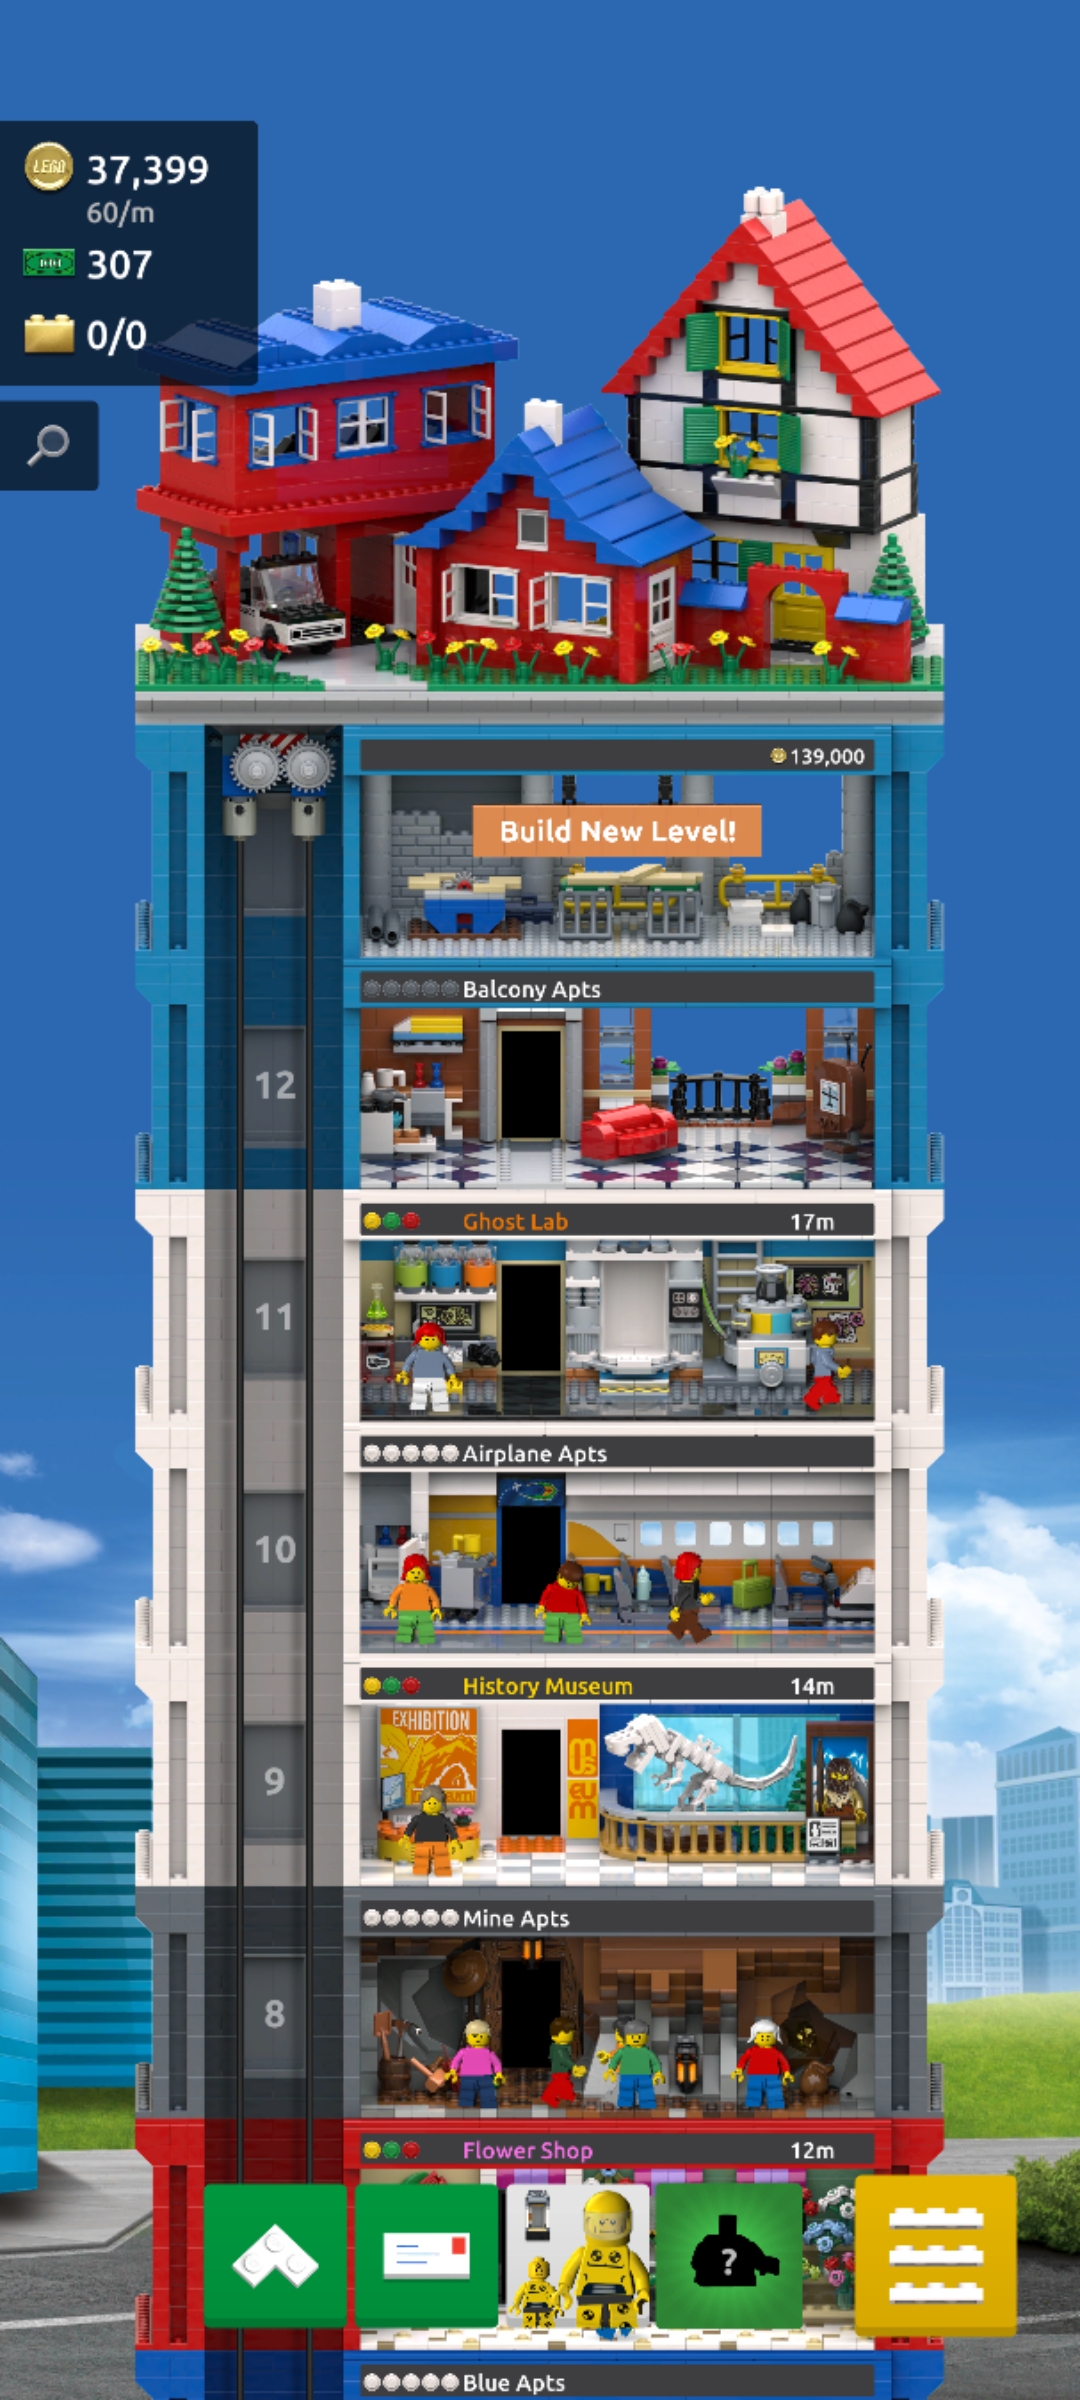 LEGO
37,399
60/m
307
0/0
139,000
Build New Level!
Balcony Apts
12
Ghost Lab 17m
11
Airplane Apts
10
History Museum 14m
EXHIBITION
museum
9
Mine Apts
8
Flower Shop 12m
?
Blue Apts